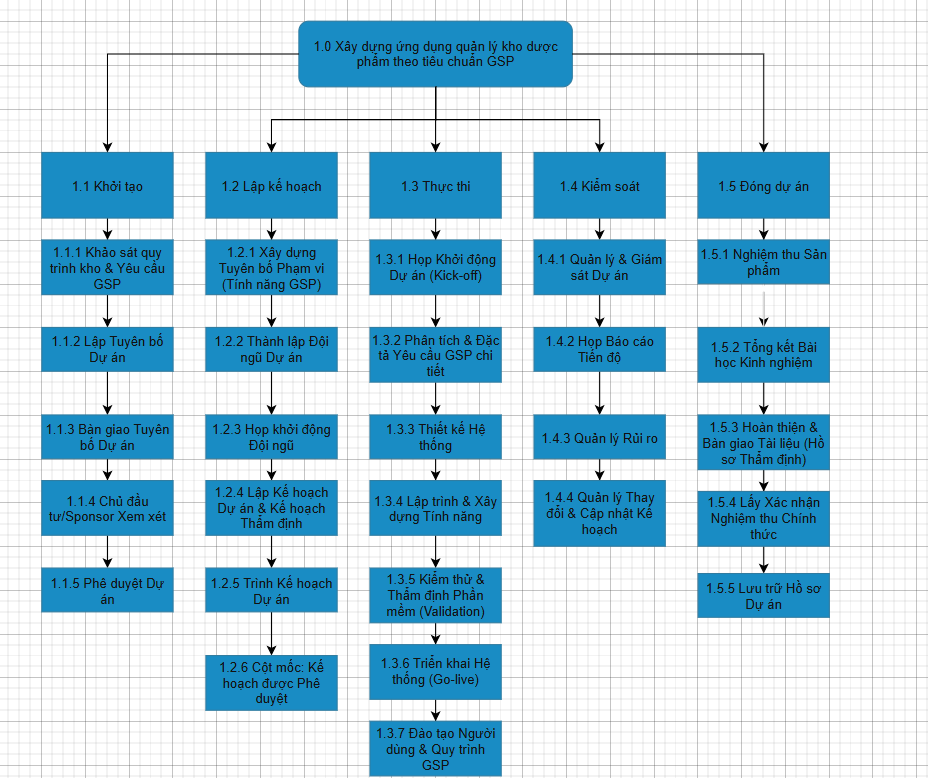 1.0 Xây dựng ứng dụng quản lý kho dược
phẩm theo tiêu chuẩn GSP
1.1 Khởi tạo
1.2 Lập kế hoạch
1.3 Thực thi
1.4 Kiểm soát
1.5 Đóng dự án
1.1.1 Khảo sát quy
trình kho & Yêu cầu
GSP
1.1.2 Lập Tuyên bố
Dự án
1.1.3 Bàn giao Tuyên
bố Dự án
1.1.4 Chủ đầu
tư/Sponsor Xem xét
1.1.5 Phê duyệt Dự
án
1.2.1 Xây dựng
Tuyên bố Phạm vi
(Tính năng GSP)
1.2.2 Thành lập Đội
ngũ Dự án
1.2.3 Họp khởi động
Đội ngũ
1.2.4 Lập Kế hoạch
Dự án & Kế hoạch
Thẩm định
1.2.5 Trình Kế hoạch
Dự án
1.2.6 Cột mốc: Kế
hoạch được Phê
duyệt
1.3.1 Họp Khởi động
Dự án (Kick-off)
1.3.2 Phân tích & Đặc
tả Yêu cầu GSP chi
tiết
1.3.3 Thiết kế Hệ
thống
1.3.4 Lập trình & Xây
dựng Tính năng
1.3.5 Kiểm thử &
Thẩm định Phần
mềm (Validation)
1.3.6 Triển khai Hệ
thống (Go-live)
1.3.7 Đào tạo Người
dùng & Quy trình
GSP
1.4.1 Quản lý & Giám
sát Dự án
1.4.2 Họp Báo cáo
Tiến độ
1.4.3 Quản lý Rủi ro
1.4.4 Quản lý Thay
đổi & Cập nhật Kế
hoạch
1.5.1 Nghiệm thu Sản
phẩm
1.5.2 Tổng kết Bài
học Kinh nghiệm
1.5.3 Hoàn thiện &
Bàn giao Tài liệu (Hồ
sơ Thẩm định)
1.5.4 Lấy Xác nhận
Nghiệm thu Chính
thức
1.5.5 Lưu trữ Hồ sơ
Dự án